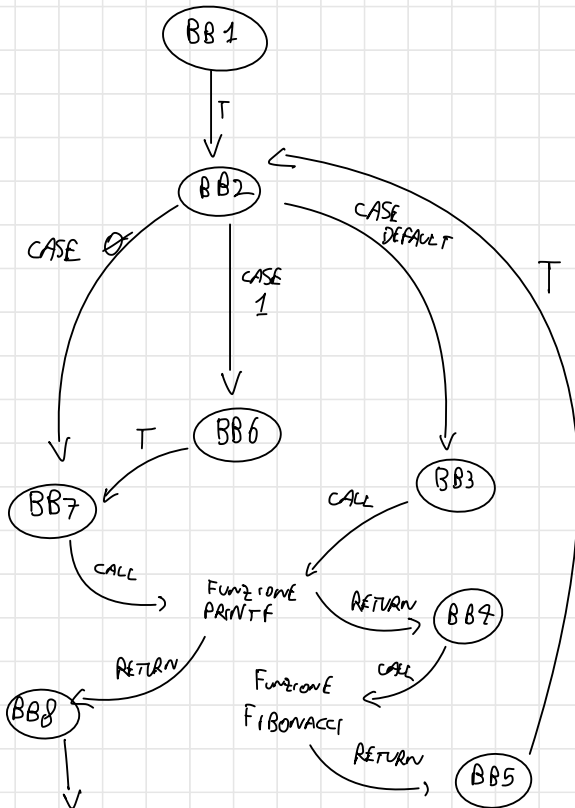 BB1
T
BB2
CASE 0
CASE
1
CASE
DEFAULT
T
BB6
T
BB7
BB3
CALL
CALL
FUNZIONE
PRINTF
RETURN
BB4
RETURN
CALL
FUNZIONE
FIBONACCI
BB8
RETURN
BB5